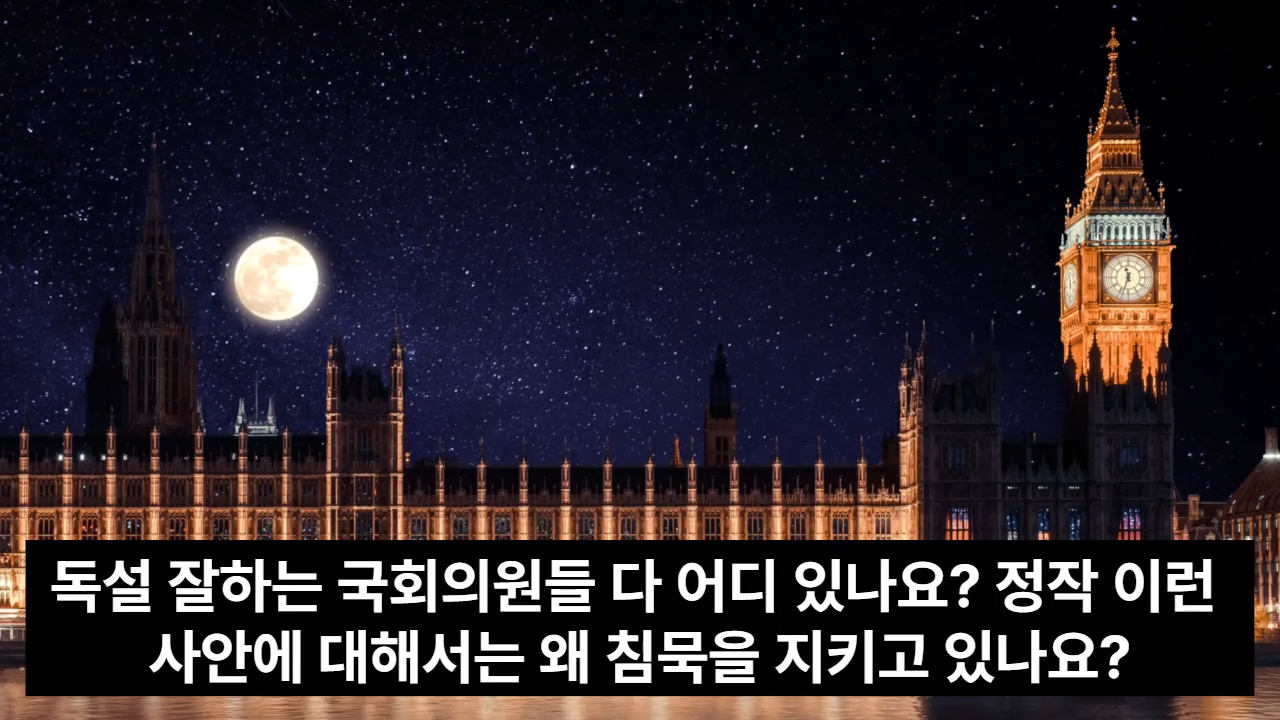 독설 잘하는 국회의원들 다 어디 있나요? 정작 이런
사안에 대해서는 왜 침묵을 지키고 있나요?